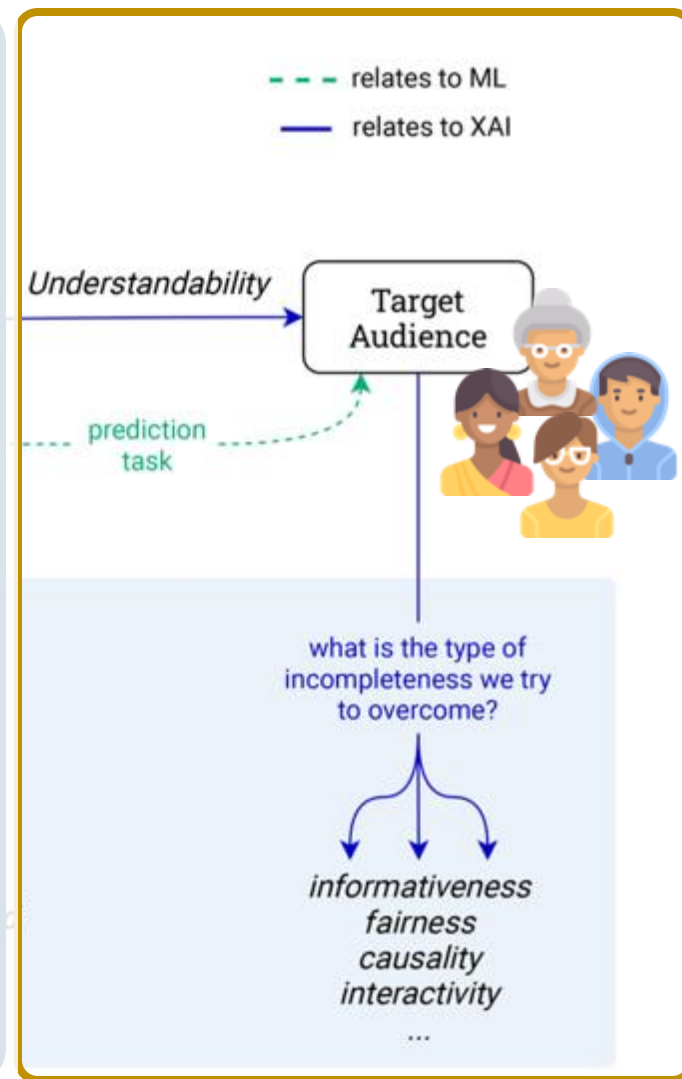 relates to ML
relates to XAI
Understandability
Target
Audience
prediction
task
what is the type of
incompleteness we try
to overcome?
informativeness
fairness
causality
interactivity
...